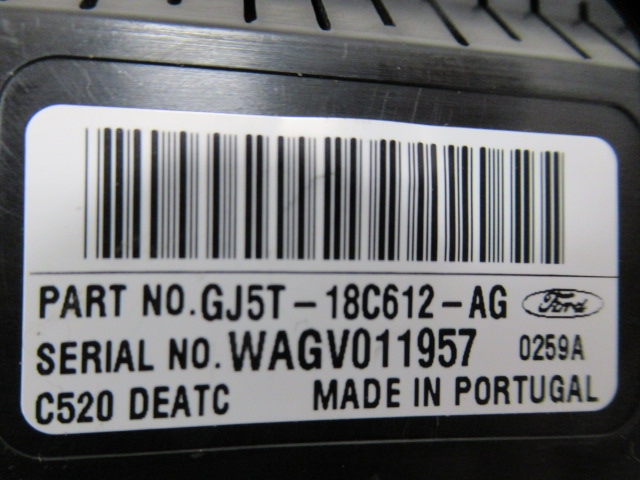 PART NO.GJ5T-18C612-AG Ford
SERIAL NO.WAGV011957 0259A
C520 DEATC MADE IN PORTUGAL